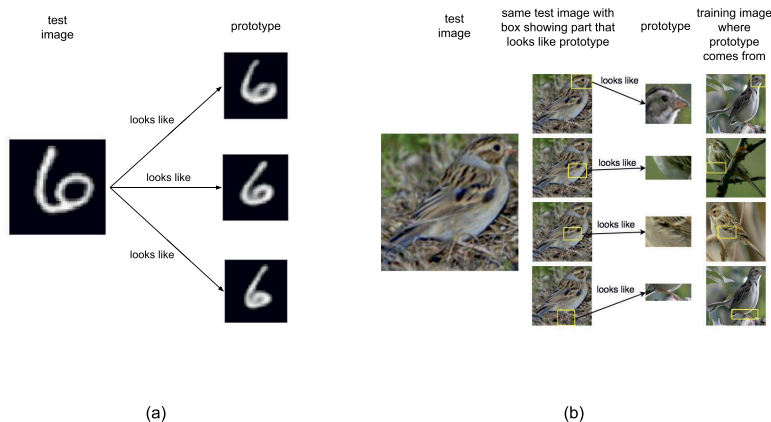 test
image
prototype
looks like
looks like
looks like
(a)
test
image
same test image with
box showing part that
looks like prototype
prototype
training image
where
prototype
comes from
looks like
looks like
looks like
looks like
(b)